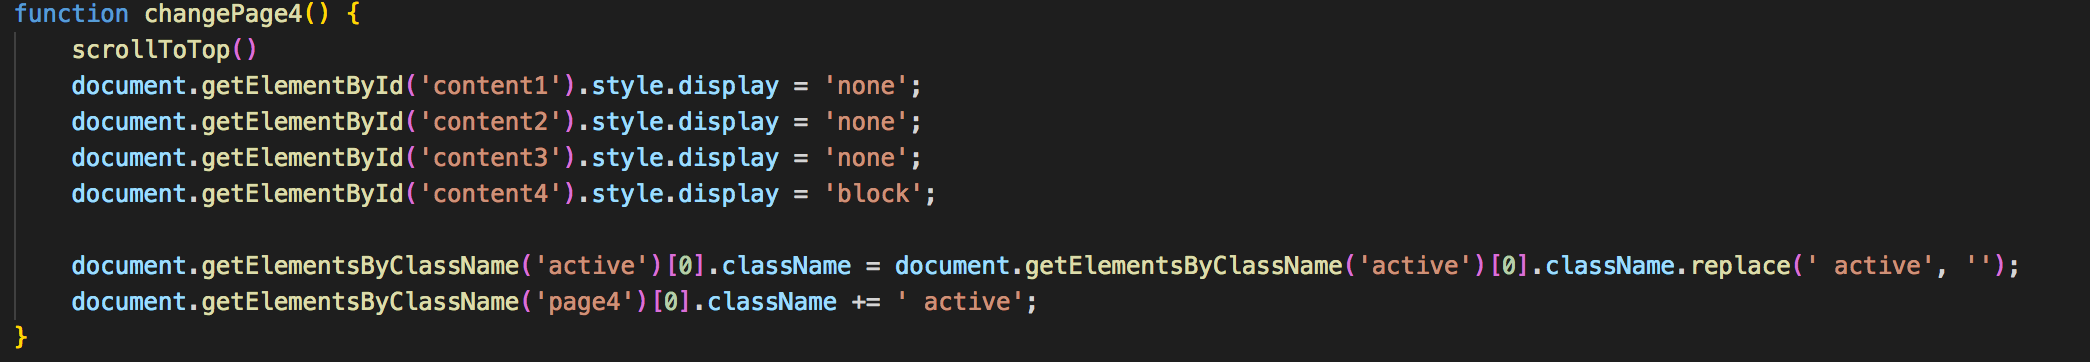 function changePage4() {
scrollToTop()
document.getElementById('content1').style.display = 'none';
document.getElementById('content2').style.display = 'none';
document.getElementById('content3').style.display = 'none';
document.getElementById('content4').style.display = 'block';
document.getElementsByClassName('active')[0].className = document.getElementsByClassName('active')[0].className.replace(' active', '');
document.getElementsByClassName('page4')[0].className += ' active';
}